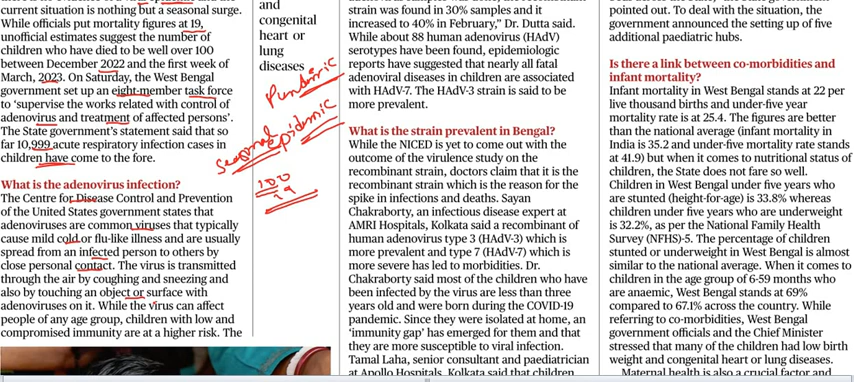 current situation is nothing but a seasonal surge.
While officials put mortality figures at 19,
unofficial estimates suggest the number of
children who have died to be well over 100
between December 2022 and the first week of
March, 2023. On Saturday, the West Bengal
government set up an eight-member task force
to ‘supervise the works related with control of
adenovirus and treatment of affected persons’.
The State government’s statement said that so
far 10,999 acute respiratory infection cases in
children have come to the fore.
What is the adenovirus infection?
The Centre for Disease Control and Prevention
of the United States government states that
adenoviruses are common viruses that typically
cause mild cold or flu-like illness and are usually
spread from an infected person to others by
close personal contact. The virus is transmitted
through the air by coughing and sneezing and
also by touching an object or surface with
adenoviruses on it. While the virus can affect
people of any age group, children with low and
compromised immunity are at a higher risk. The
and
congenital
heart or
lung
diseases
Pandimic
Seasonal epidemic
100
19
strain was found in 30% samples and it
increased to 40% in February,” Dr. Dutta said.
While about 88 human adenovirus (HAdV)
serotypes have been found, epidemiologic
reports have suggested that nearly all fatal
adenoviral diseases in children are associated
with HAdV-7. The HAdV-3 strain is said to be
more prevalent.
What is the strain prevalent in Bengal?
While the NICED is yet to come out with the
outcome of the virulence study on the
recombinant strain, doctors claim that it is the
recombinant strain which is the reason for the
spike in infections and deaths. Sayan
Chakraborty, an infectious disease expert at
AMRI Hospitals, Kolkata said a recombinant of
human adenovirus type 3 (HAdV-3) which is
more prevalent and type 7 (HAdV-7) which is
more severe has led to morbidities. Dr.
Chakraborty said most of the children who have
been infected by the virus are less than three
years old and were born during the COVID-19
pandemic. Since they were isolated at home, an
‘immunity gap’ has emerged for them and that
they are more susceptible to viral infection.
Tamal Laha, senior consultant and paediatrician
at Apollo Hospitals, Kolkata said children
pointed out. To deal with the situation, the
government announced the setting up of five
additional paediatric hubs.
Is there a link between co-morbidities and
infant mortality?
Infant mortality in West Bengal stands at 22 per
live thousand births and under-five year
mortality rate is at 25.4. The figures are better
than the national average (infant mortality in
India is 35.2 and under-five mortality rate stands
at 41.9) but when it comes to nutritional status of
children, the State does not fare so well.
Children in West Bengal under five years who
are stunted (height-for-age) is 33.8% whereas
children under five years who are underweight
is 32.2%, as per the National Family Health
Survey (NFHS)-5. The percentage of children
stunted or underweight in West Bengal is almost
similar to the national average. When it comes to
children in the age group of 6-59 months who
are anaemic, West Bengal stands at 69%
compared to 67.1% across the country. While
referring to co-morbidities, West Bengal
government officials and the Chief Minister
stressed that many of the children had low birth
weight and congenital heart or lung diseases.
Maternal health is also a crucial factor and